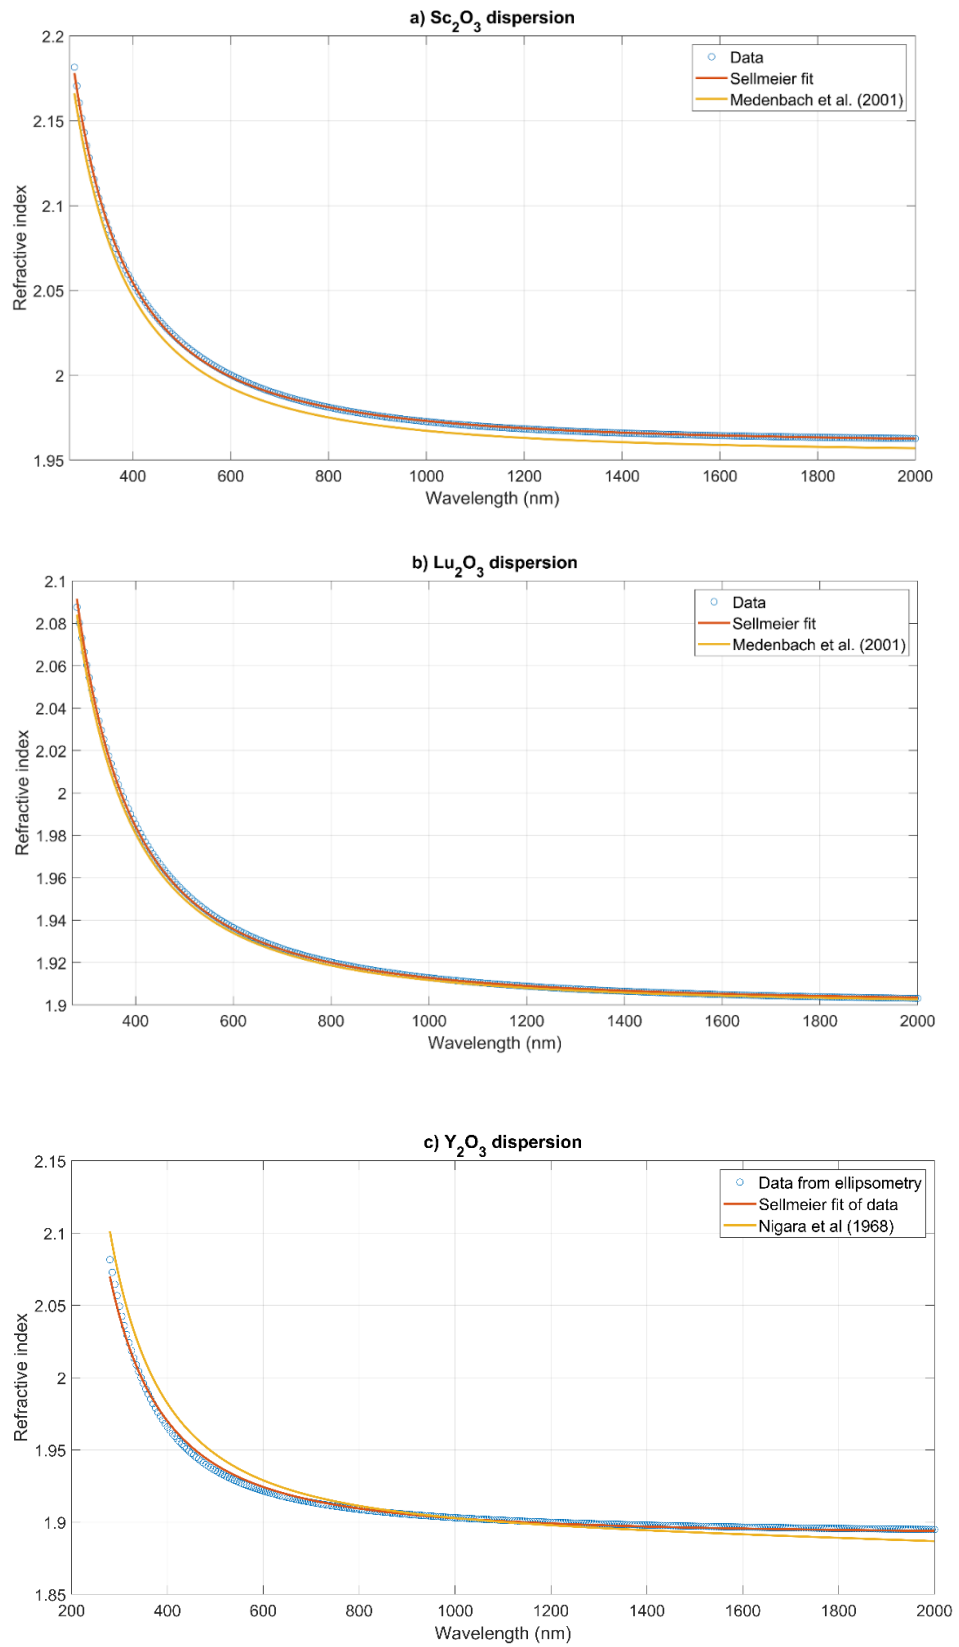 a) Sc2O3 dispersion
2.2
2.15
2.1
2.05
2
1.95
Refractive index
Data
Sellmeier fit
Medenbach et al. (2001)
400 600 800 1000 1200 1400 1600 1800 2000
Wavelength (nm)
b) Lu2O3 dispersion
2.1
2.08
2.06
2.04
2.02
2
1.98
1.96
1.94
1.92
1.9
Refractive index
Data
Sellmeier fit
Medenbach et al. (2001)
400 600 800 1000 1200 1400 1600 1800 2000
Wavelength (nm)
c) Y2O3 dispersion
2.15
2.1
2.05
2
1.95
1.9
1.85
Refractive index
Data from ellipsometry
Sellmeier fit of data
Nigara et al (1968)
200 400 600 800 1000 1200 1400 1600 1800 2000
Wavelength (nm)